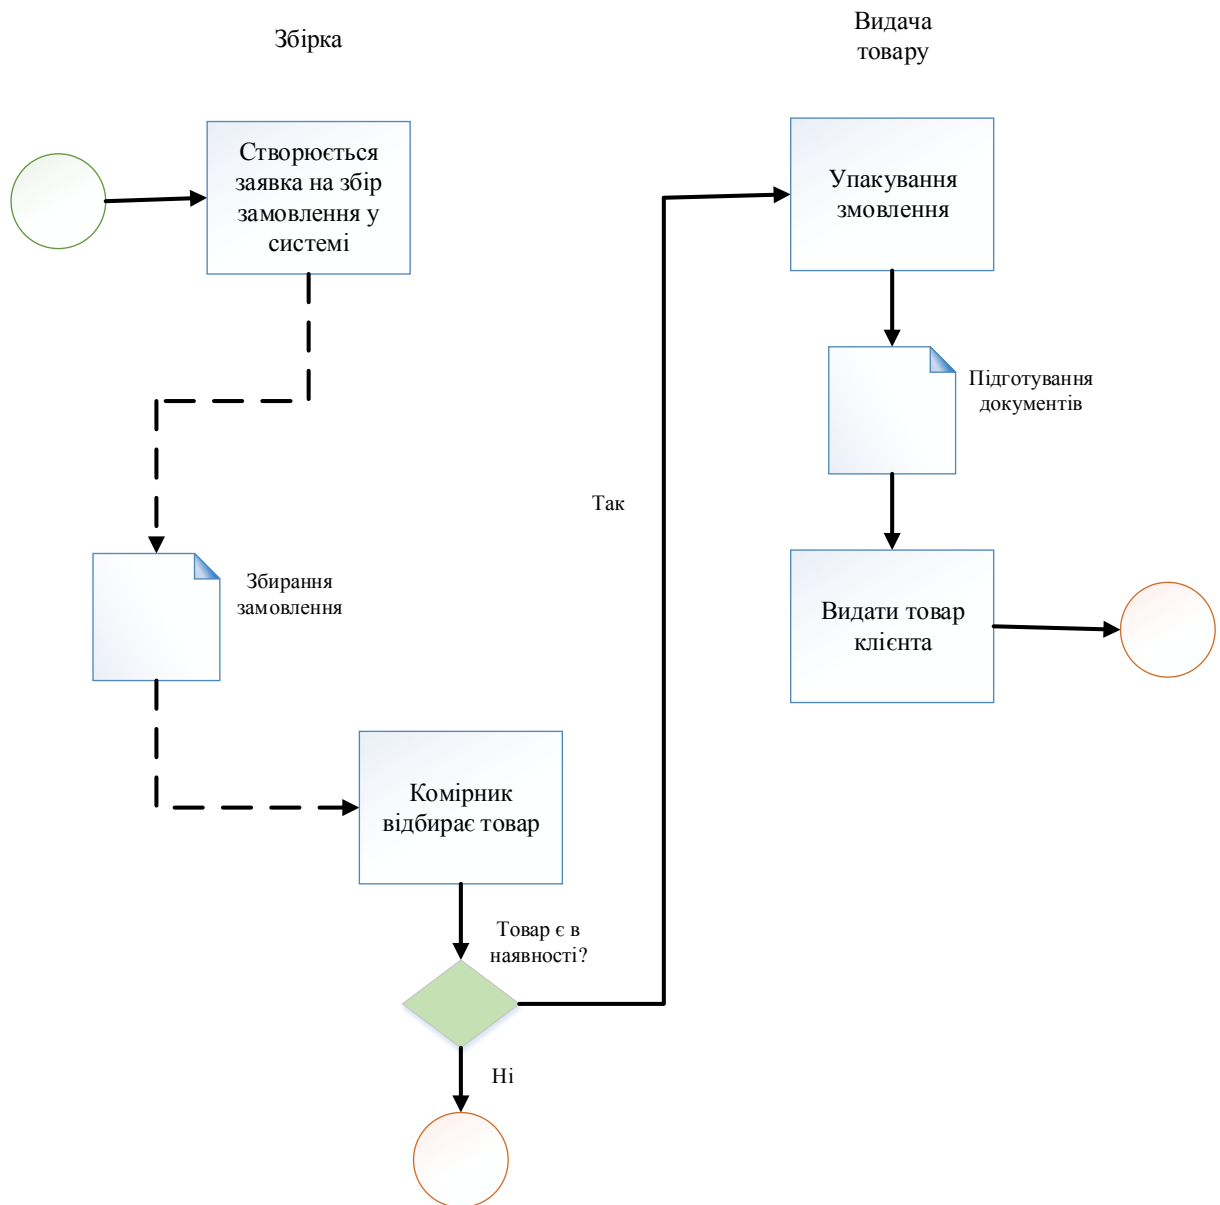 Збірка
Створюється
заявка на збір
замовлення у
системі
Збирання
замовлення
Комірник
відбирає товар
Товар є в
наявності?
Ні
Так
Видача
товару
Упакування
змовлення
Підготування
документів
Видати товар
клієнта